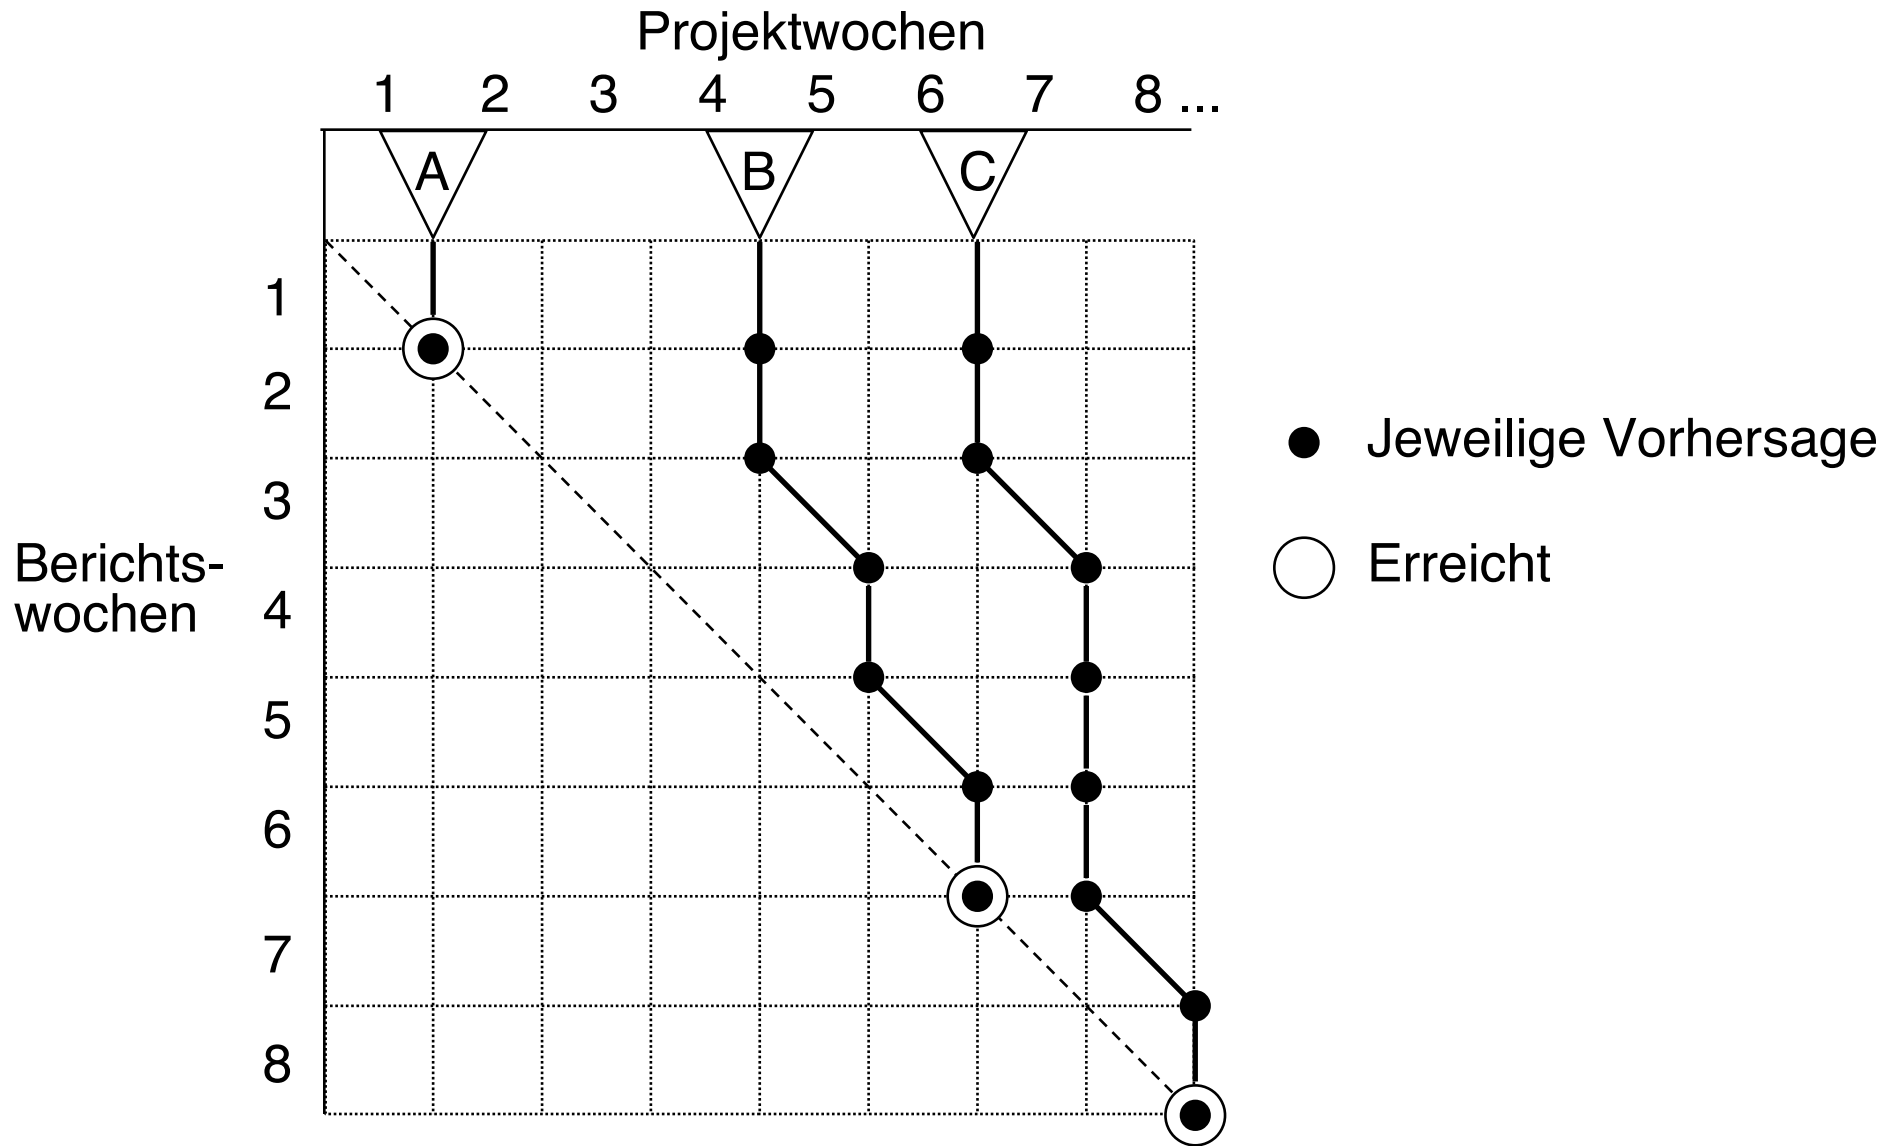 Projektwochen
1 2 3 4 5 6 7 8 ...
A B C
1
2
3
Berichts-
wochen
4
5
6
7
8
Jeweilige Vorhersage
Erreicht